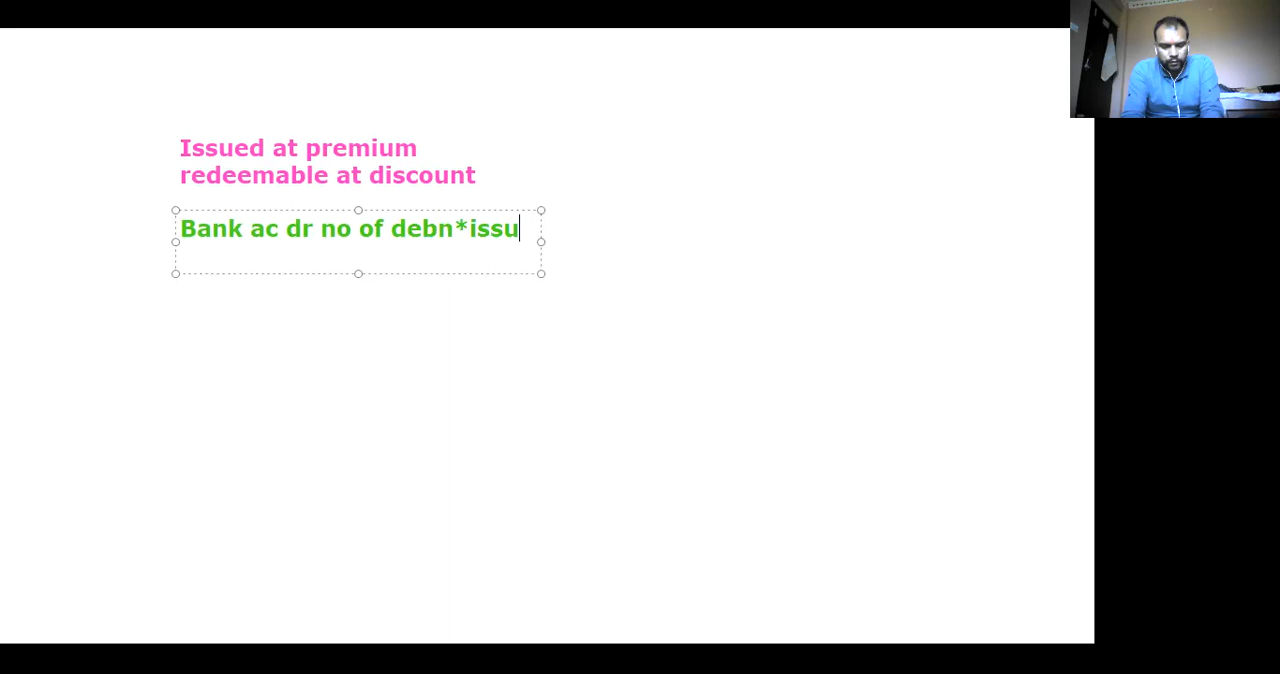 Issued at premium
redeemable at discount
Bank ac dr no of debn*issu